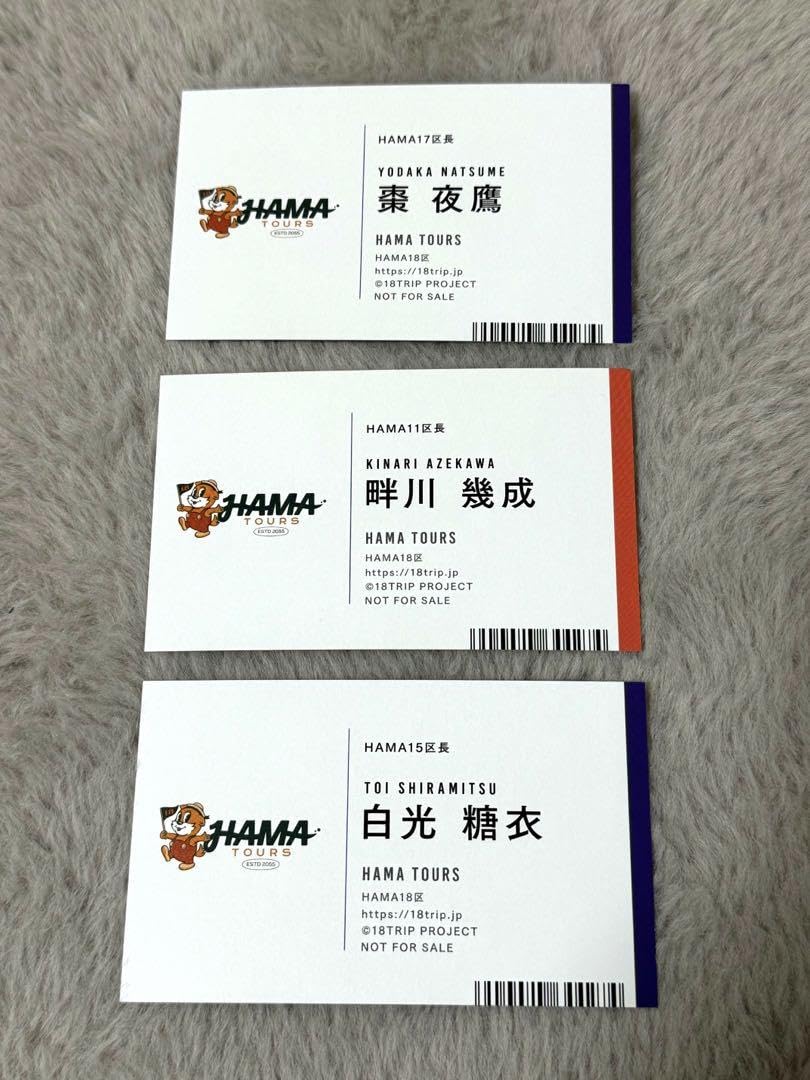 HAMA
TOURS
ESTD 2055
HAMA17区長
YODAKA NATSUME
棗 夜鷹
HAMA TOURS
HAMA18区
https://18trip.jp
©18TRIP PROJECT
NOT FOR SALE
HAMA
TOURS
ESTD 2055
HAMA11区長
KINARI AZEKAWA
畔川 幾成
HAMA TOURS
HAMA18区
https://18trip.jp
©18TRIP PROJECT
NOT FOR SALE
HAMA
TOURS
ESTD 2055
HAMA15区長
TOI SHIRAMITSU
白光 糖衣
HAMA TOURS
HAMA18区
https://18trip.jp
©18TRIP PROJECT
NOT FOR SALE